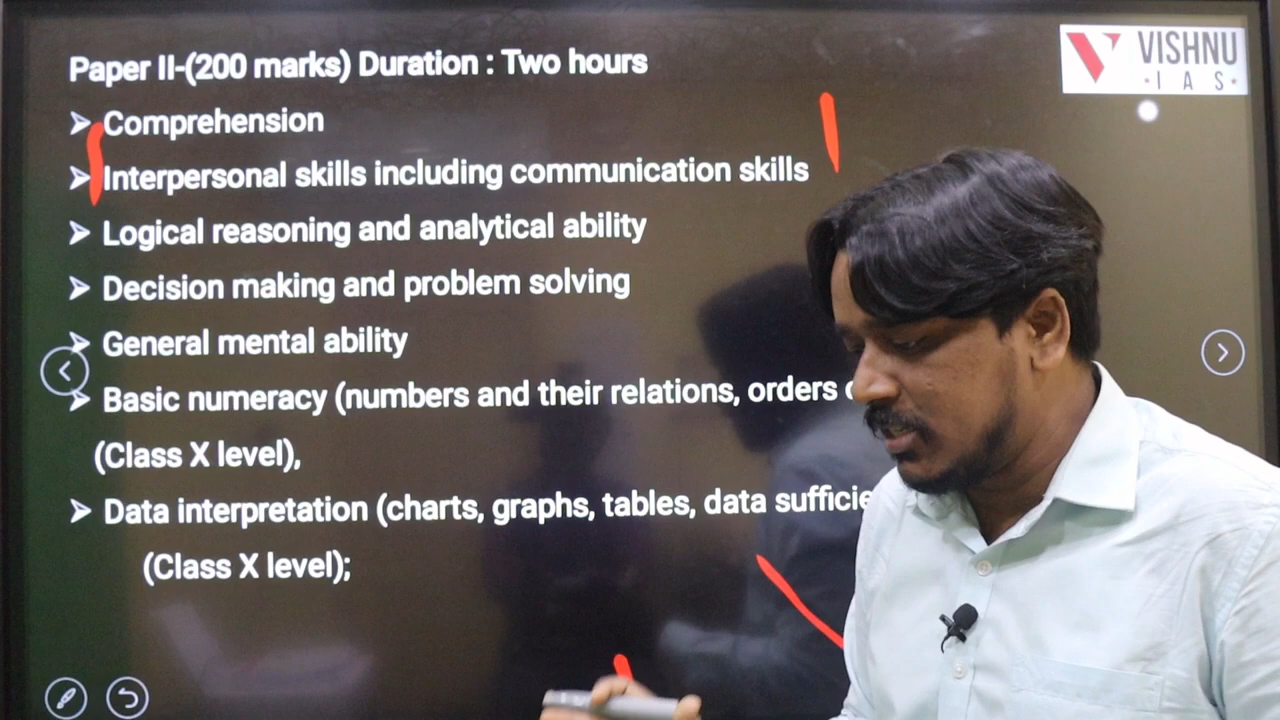 Paper II-(200 marks) Duration : Two hours
VISHNU
IAS
➢ Comprehension
➢ Interpersonal skills including communication skills
➢ Logical reasoning and analytical ability
➢ Decision making and problem solving
➢ General mental ability
➢ Basic numeracy (numbers and their relations, orders
(Class X level),
➢ Data interpretation (charts, graphs, tables, data
(Class X level);